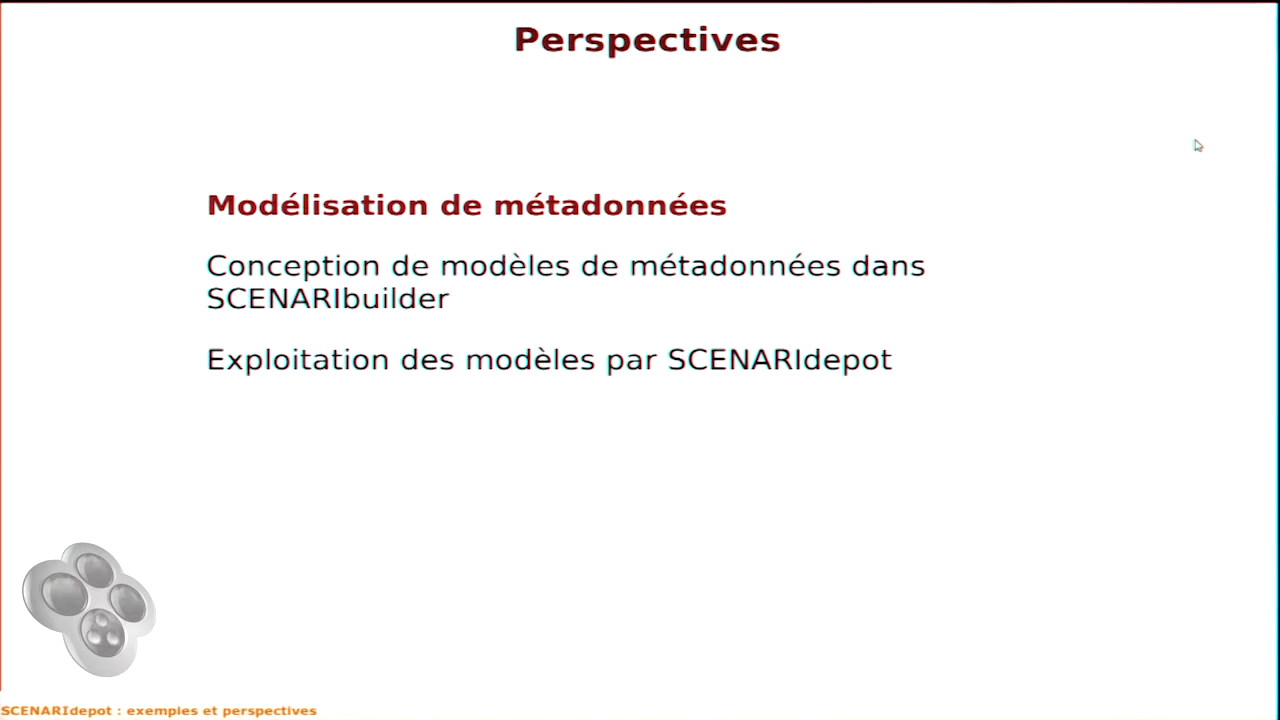 Perspectives
Modélisation de métadonnées
Conception de modèles de métadonnées dans
SCENARIbuilder
Exploitation des modèles par SCENARIdepot
SCENARIdepot : exemples et perspectives